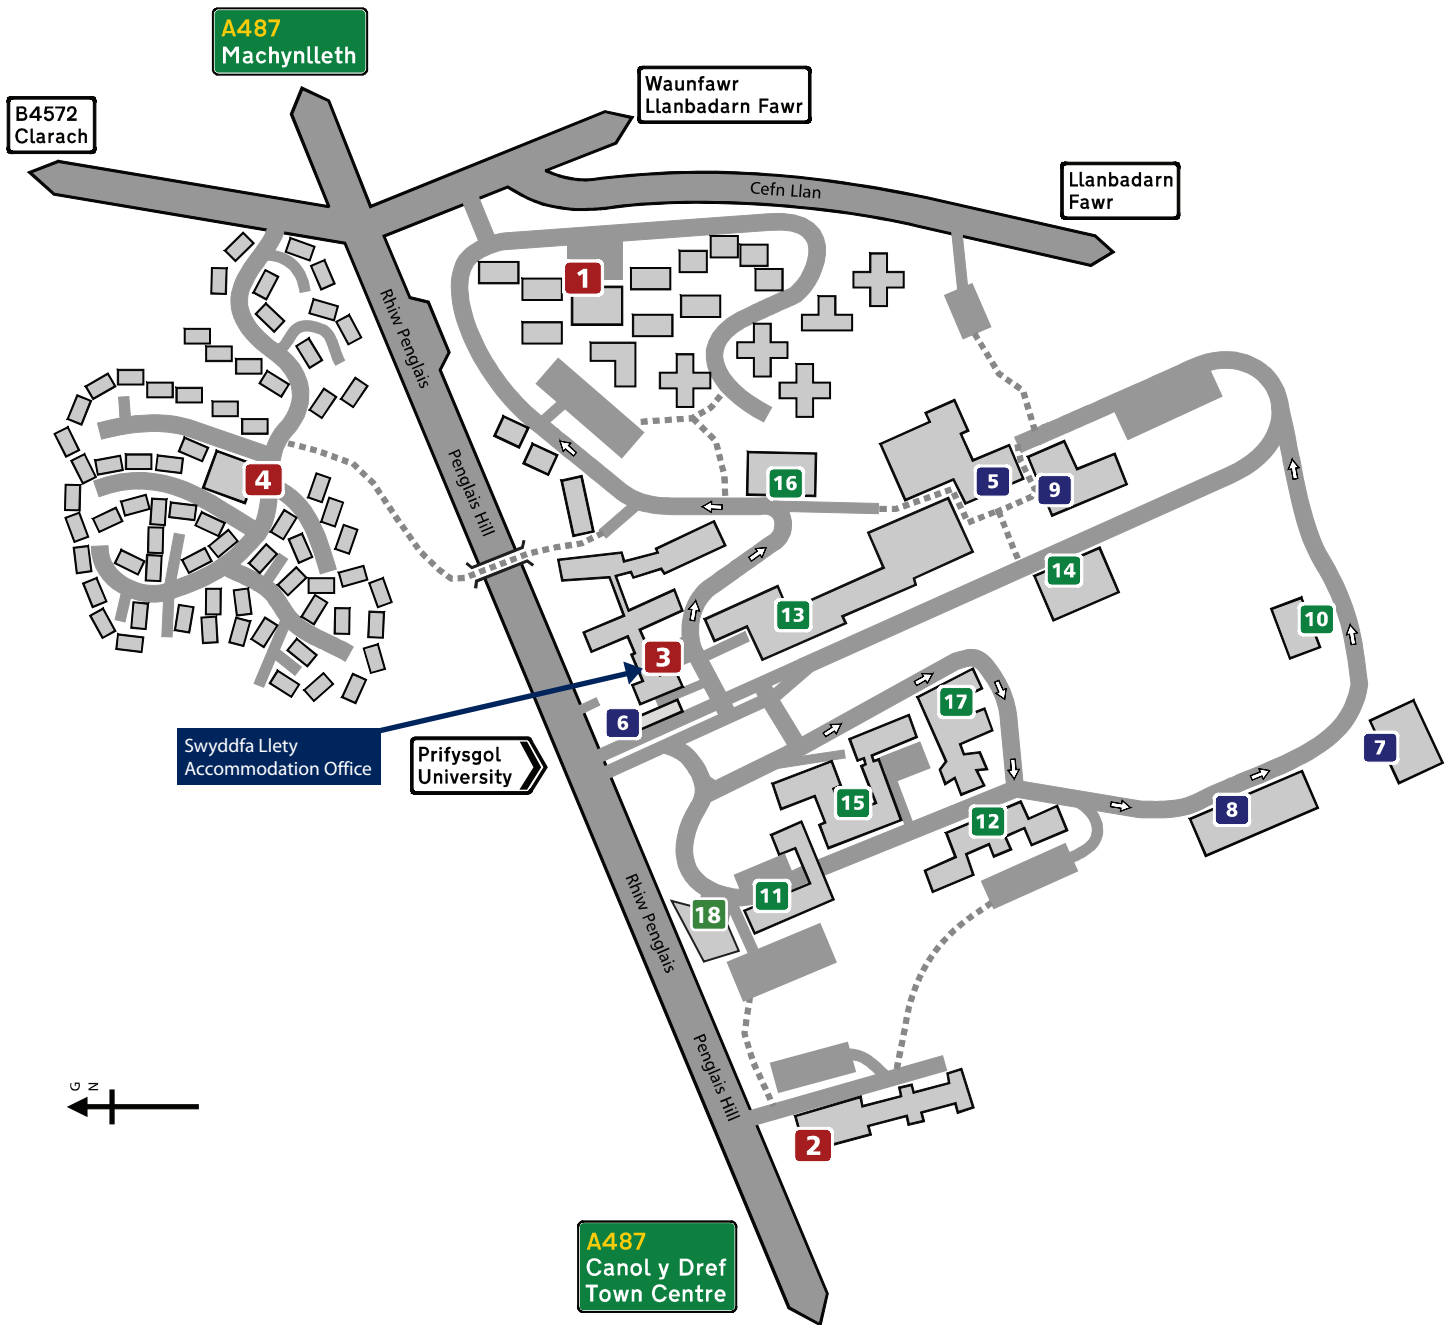 A487
Machynlleth
Waunfawr
Llanbadarn Fawr
B4572
Clarach
Llanbadarn
Fawr
Cefn Llan
1
Rhiw Penglais
4
Penglais Hill
16
5
9
14
13
10
3
17
6
Swyddfa Llety
Accommodation Office
Prifysgol
University
7
15
8
12
11
18
Rhiw Penglais
Penglais Hill
G
N
2
A487
Canol y Dref
Town Centre